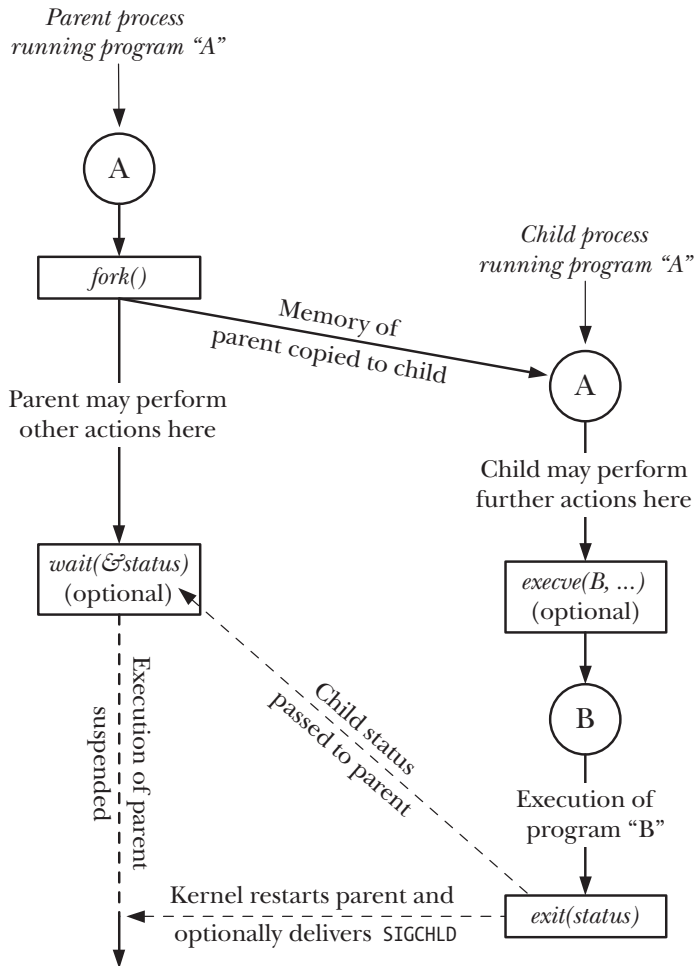 Parent process
running program “A”
A
fork()
Child process
running program “A”
Memory of
parent copied to child
A
Parent may perform
other actions here
Child may perform
further actions here
wait(&status)
(optional)
execve(B, ...)
(optional)
Execution of parent
suspended
Child status
passed to parent
B
Execution of
program “B”
Kernel restarts parent and
optionally delivers SIGCHLD
exit(status)